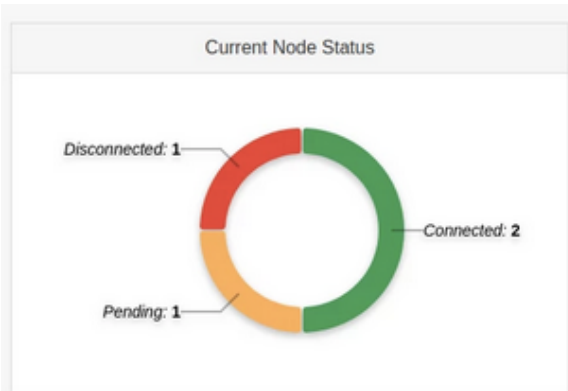 Current Node Status
Disconnected: 1
Connected: 2
Pending: 1